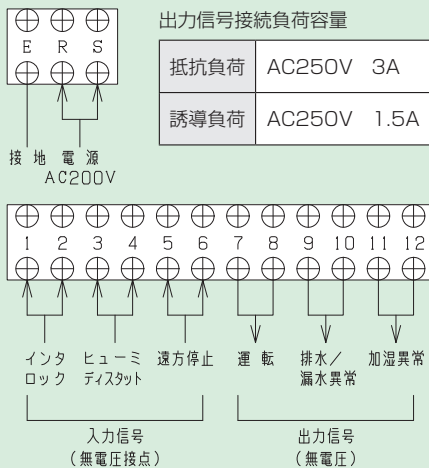 出力信号接続負荷容量
抵抗負荷 AC250V 3A
誘導負荷 AC250V 1.5A
E R S
接地 電源
AC200V
1 2 3 4 5 6 7 8 9 10 11 12
インタ ヒューミ 遠方停止 運転 排水／ 加湿異常
ロック ディスタット 漏水異常
入力信号 出力信号
（無電圧接点） （無電圧）